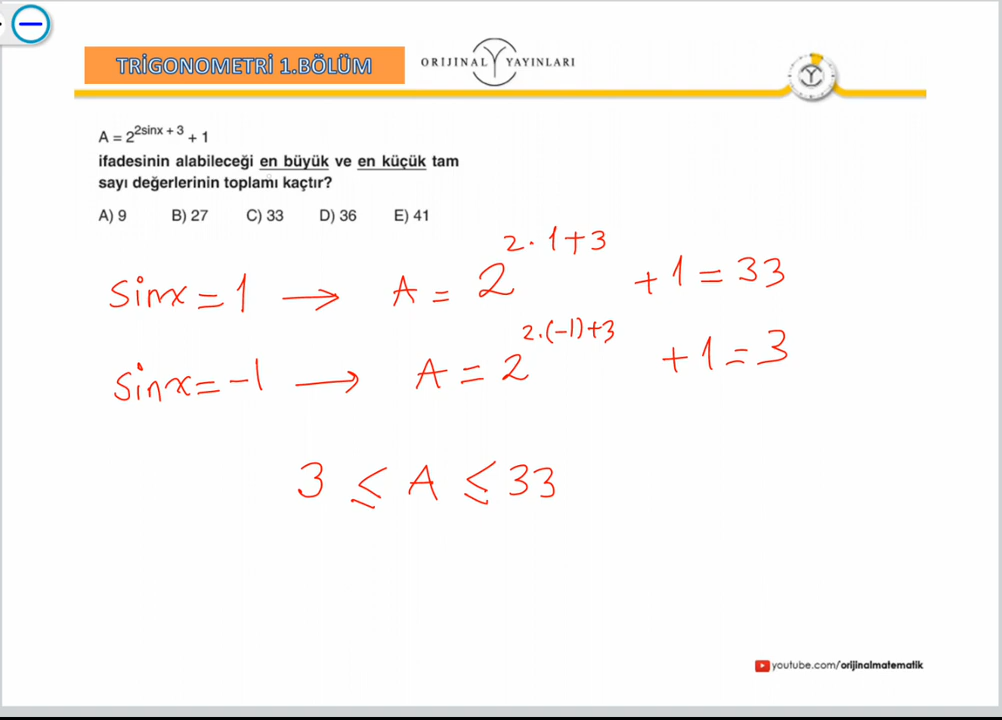 TRİGONOMETRİ 1.BÖLÜM
ORİJİNAL YAYINLARI
A = 2^(2sinx + 3) + 1
ifadesinin alabileceği en büyük ve en küçük tam
sayı değerlerinin toplamı kaçtır?
A) 9 B) 27 C) 33 D) 36 E) 41
sinx = 1 → A = 2^(2·1+3) + 1 = 33
sinx = -1 → A = 2^(2·(-1)+3) + 1 = 3
3 ≤ A ≤ 33
youtube.com/orijinalmatematik